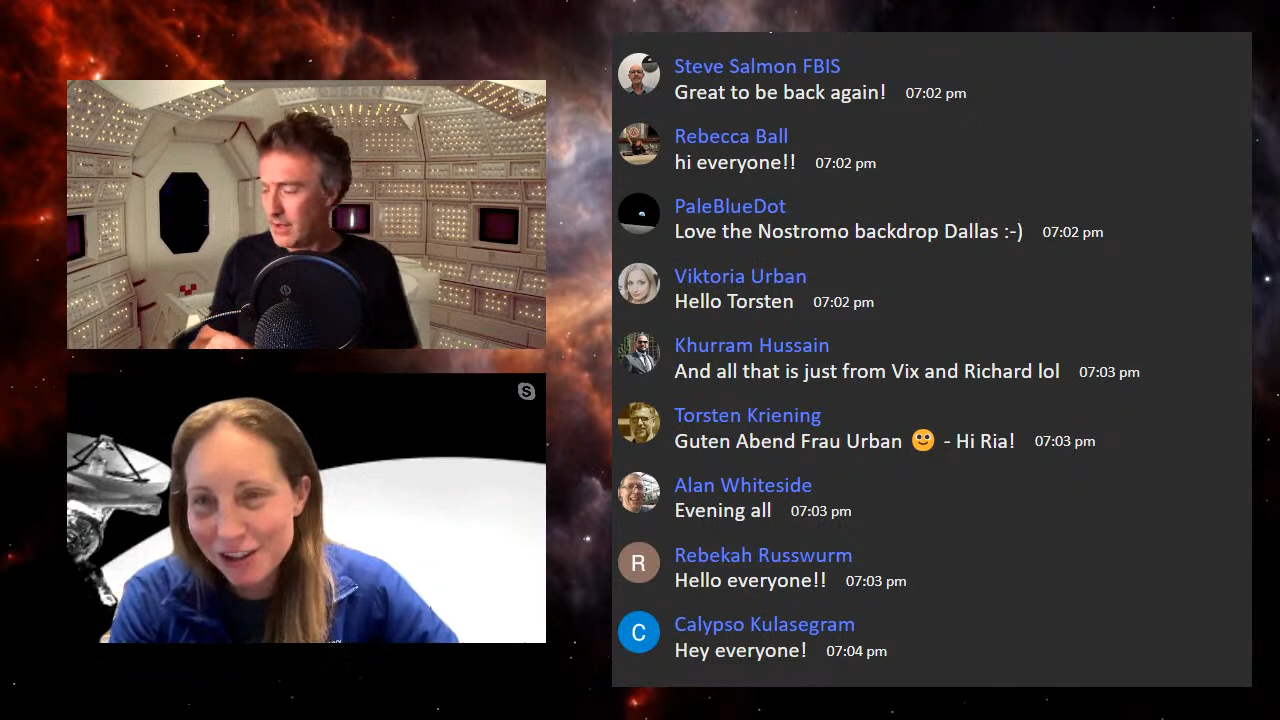 Steve Salmon FBIS
Great to be back again! 07:02 pm
Rebecca Ball
hi everyone!! 07:02 pm
PaleBlueDot
Love the Nostromo backdrop Dallas :-) 07:02 pm
Viktoria Urban
Hello Torsten 07:02 pm
Khurram Hussain
And all that is just from Vix and Richard lol 07:03 pm
Torsten Kriening
Guten Abend Frau Urban 🙂 - Hi Ria! 07:03 pm
Alan Whiteside
Evening all 07:03 pm
R
Rebekah Russwurm
Hello everyone!! 07:03 pm
C
Calypso Kulasegram
Hey everyone! 07:04 pm